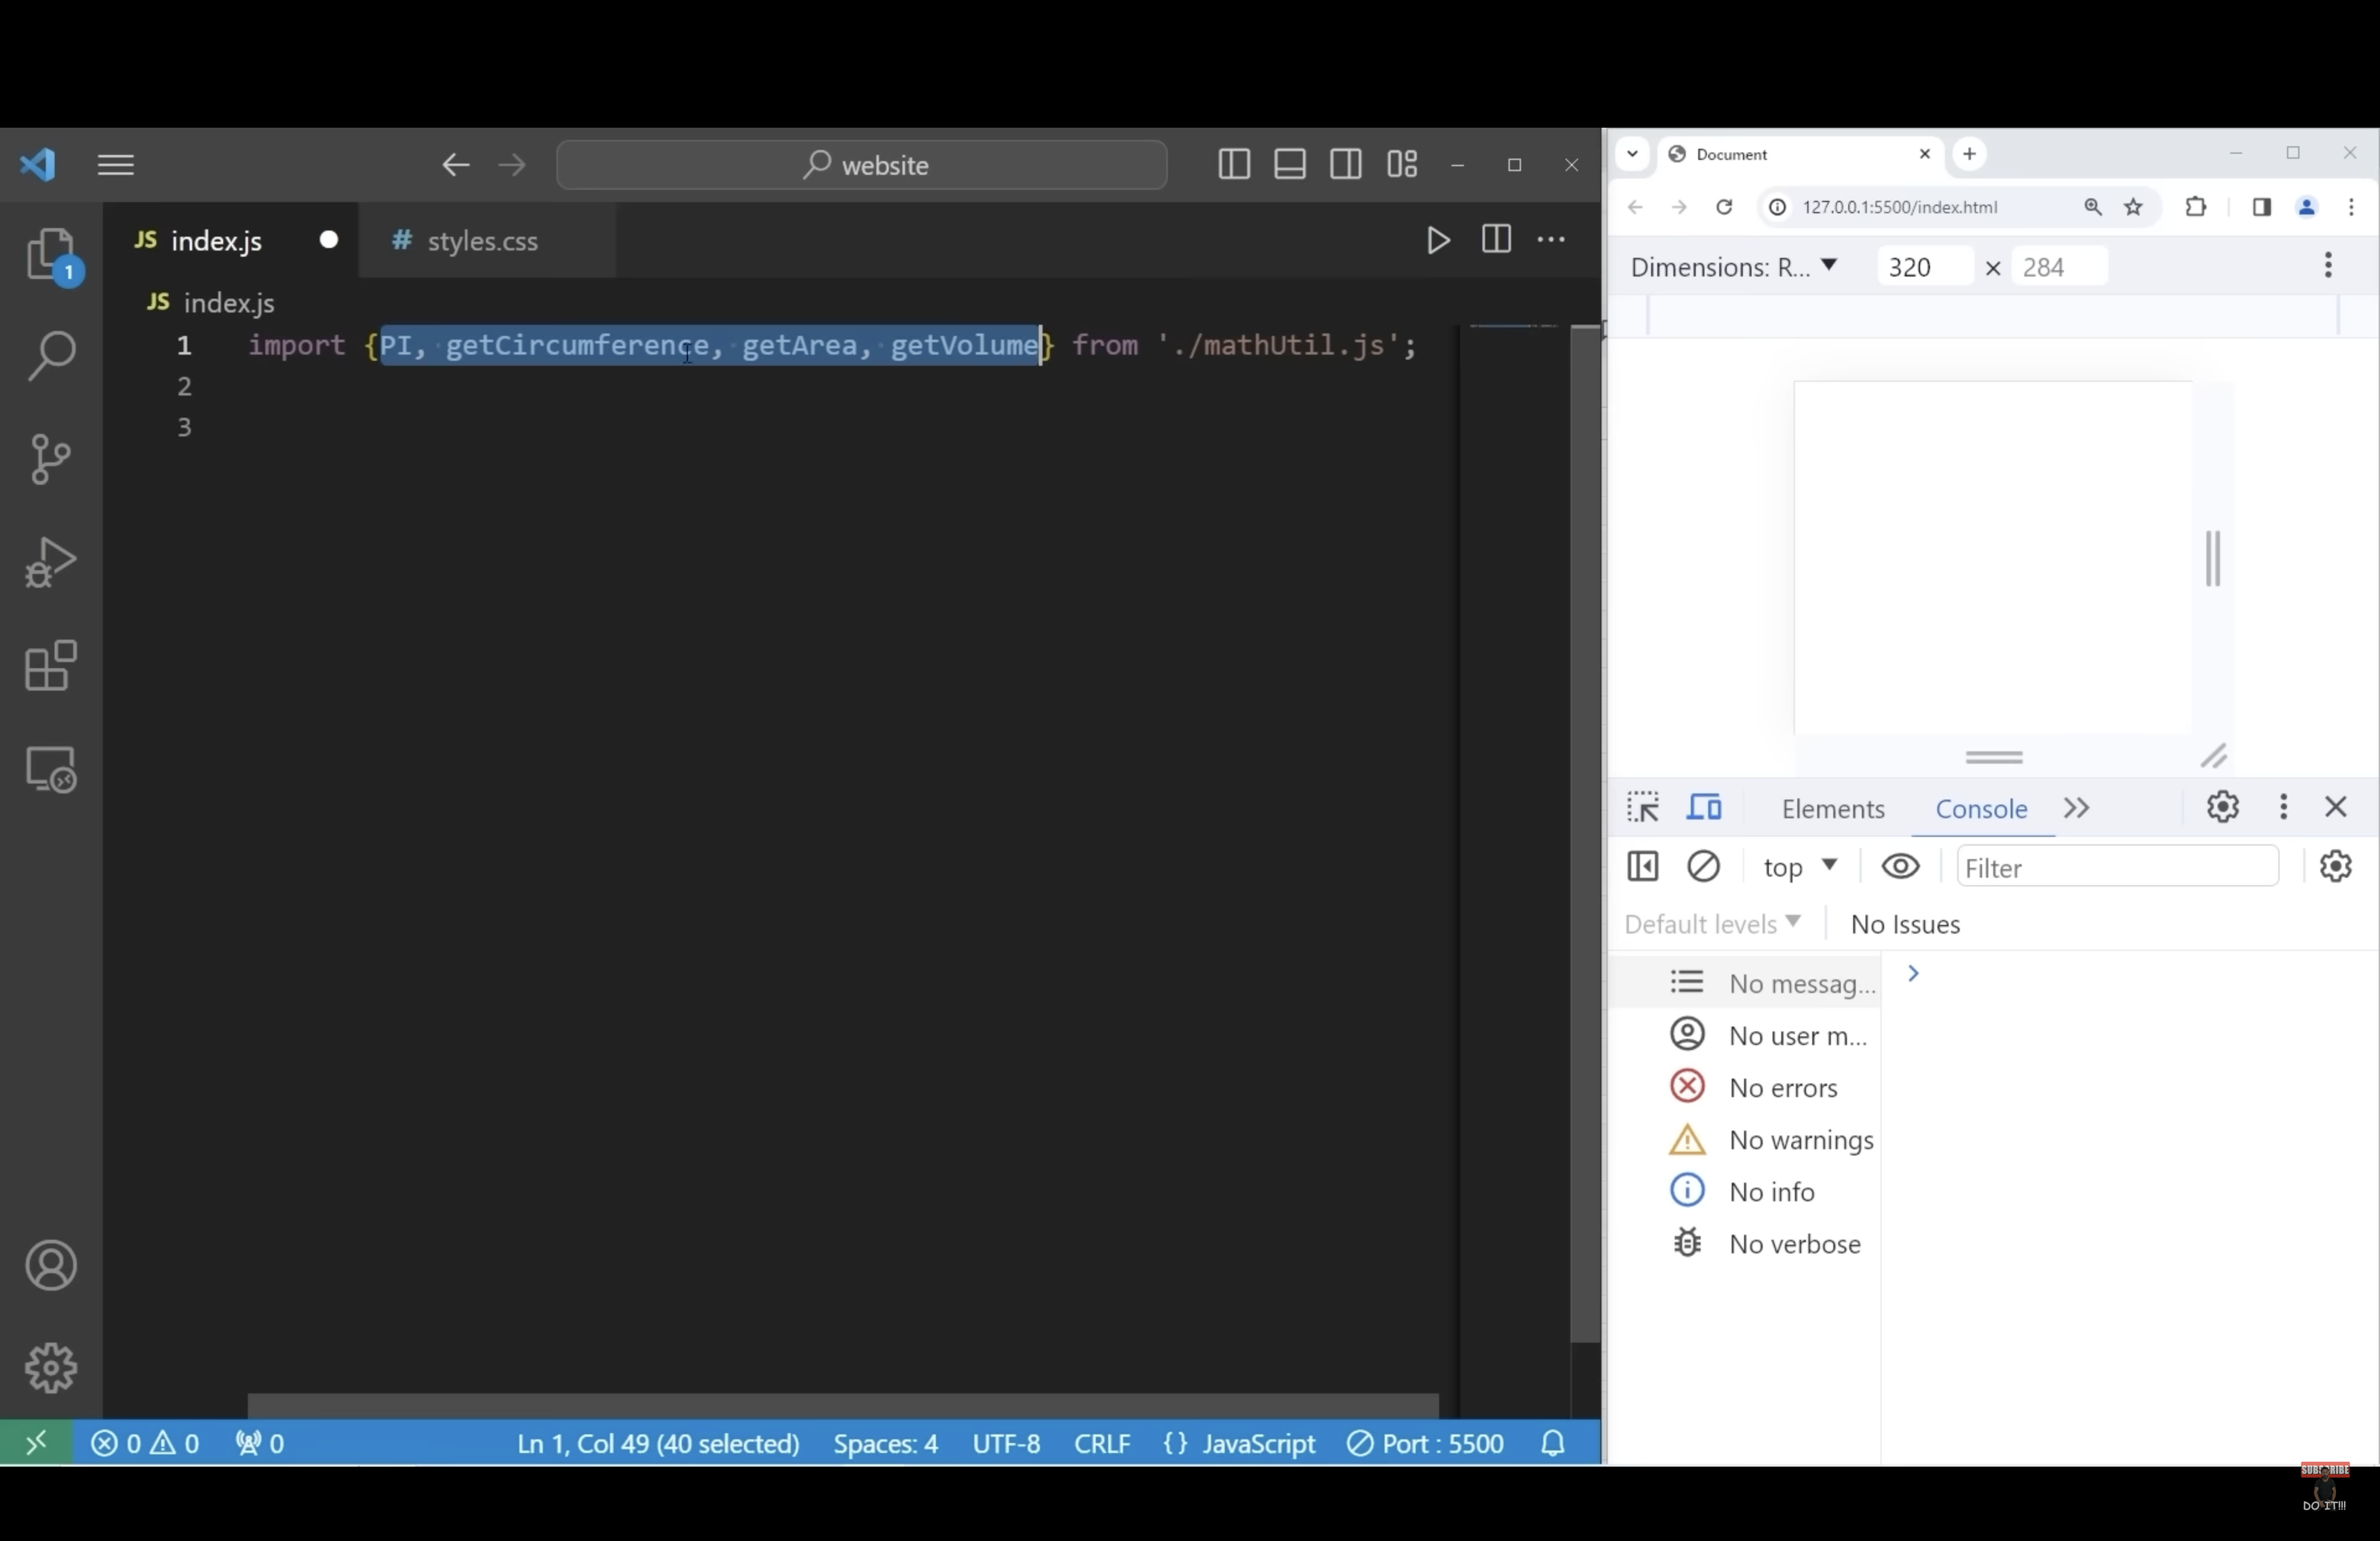 website
JS index.js
# styles.css
1
JS index.js
1 import {PI, getCircumference, getArea, getVolume} from './mathUtil.js';
2
3
0 0 0 Ln 1, Col 49 (40 selected) Spaces: 4 UTF-8 CRLF {} JavaScript Port : 5500
Document
127.0.0.1:5500/index.html
Dimensions: R... 320 × 284
Elements Console
top Filter
Default levels No Issues
No messag...
No user m...
No errors
No warnings
No info
No verbose
SUBSCRIBE
DO IT!!!